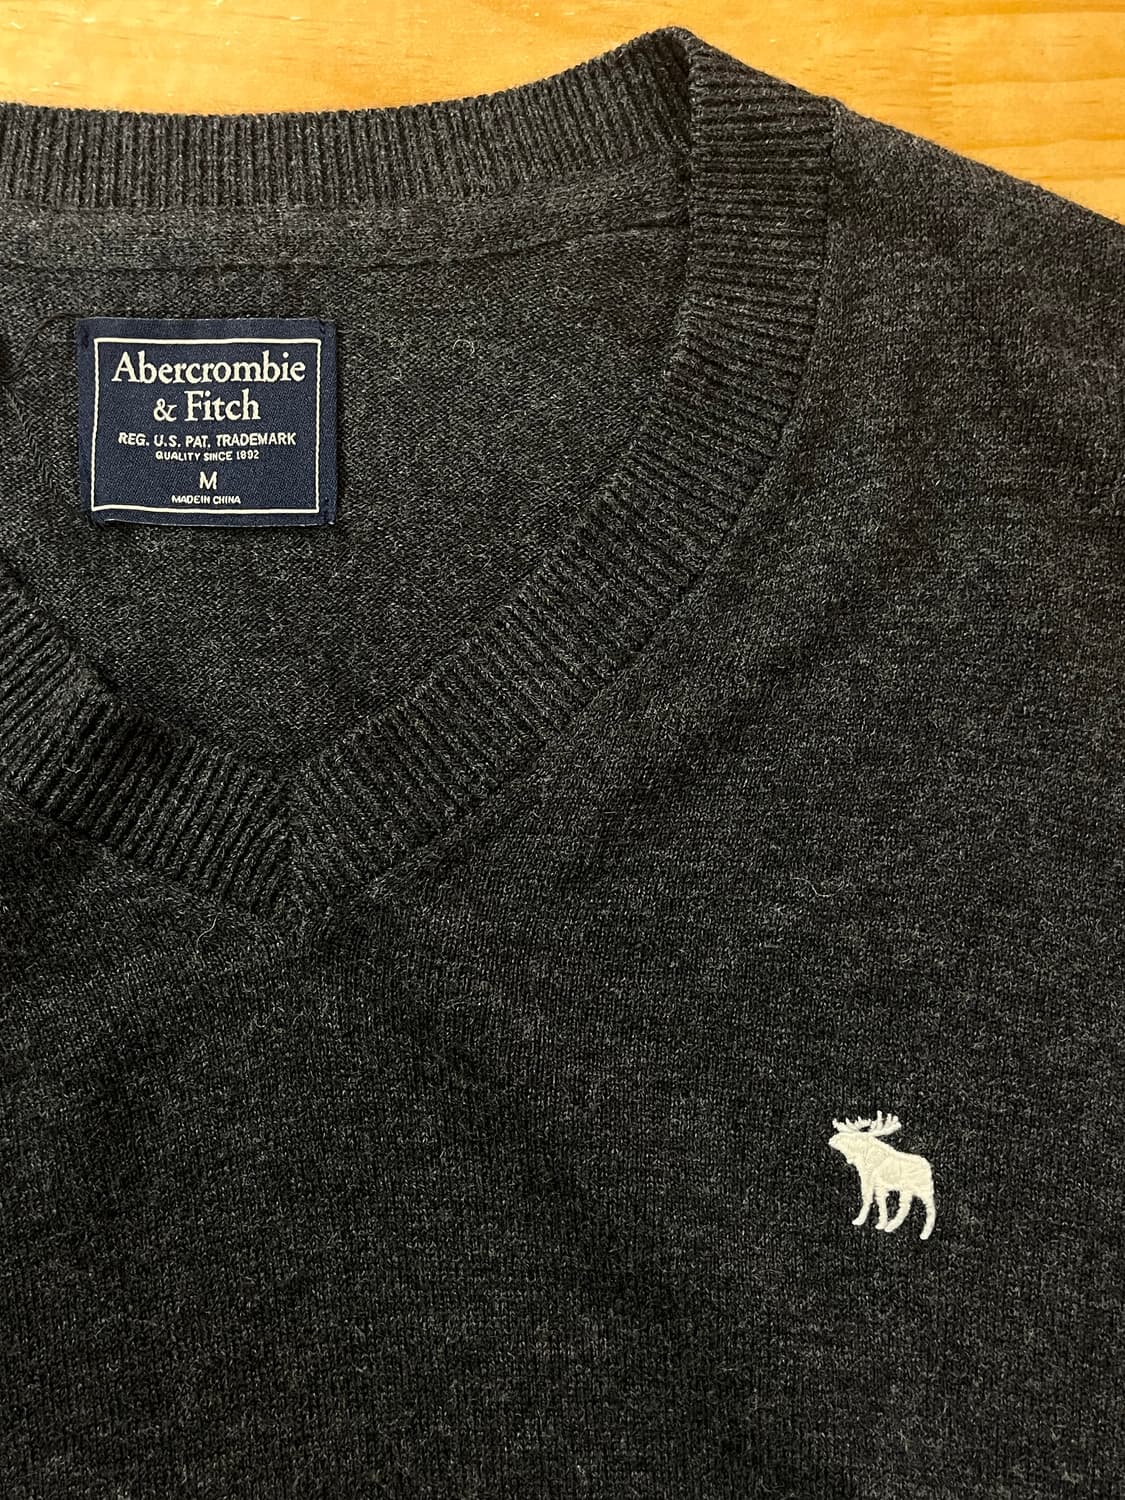 Abercrombie
& Fitch
REG. U.S. PAT. TRADEMARK
QUALITY SINCE 1892
M
MADE IN CHINA